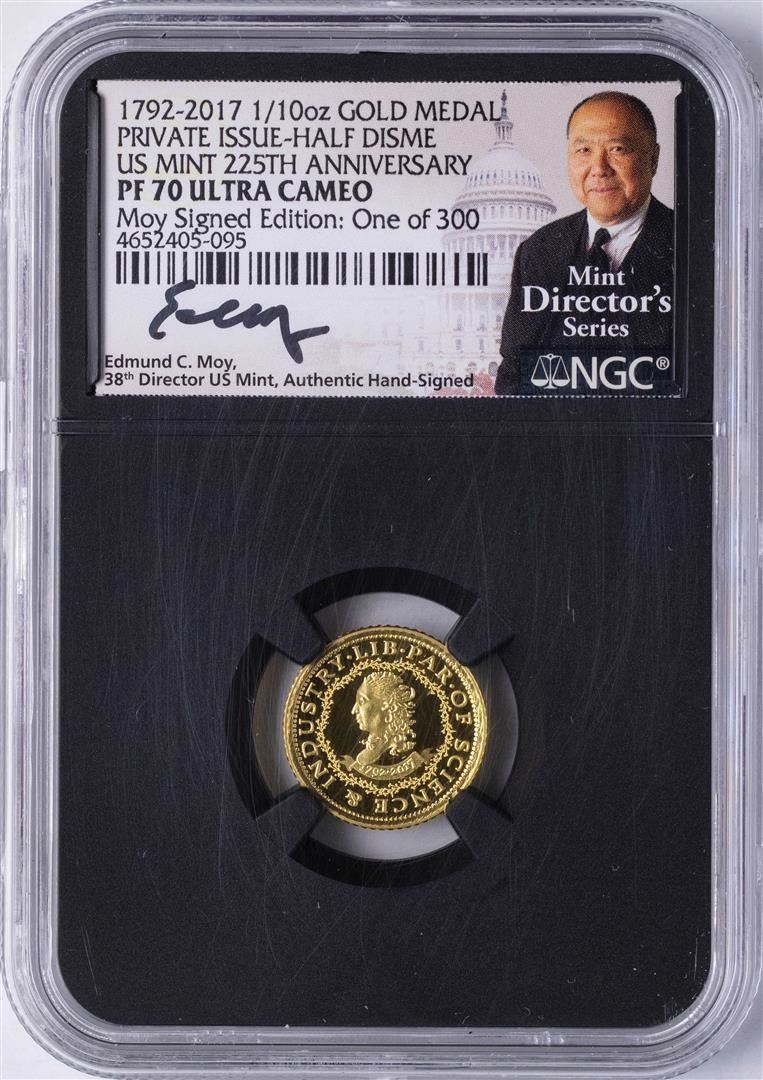 1792-2017 1/10oz GOLD MEDAL
PRIVATE ISSUE-HALF DISME
US MINT 225TH ANNIVERSARY
PF 70 ULTRA CAMEO
Moy Signed Edition: One of 300
4652405-095
Edmund C. Moy,
38th Director US Mint, Authentic Hand-Signed
Mint
Director's
Series
NGC®
LIB·PAR·OF SCIENCE & INDUSTRY·
1792·2017